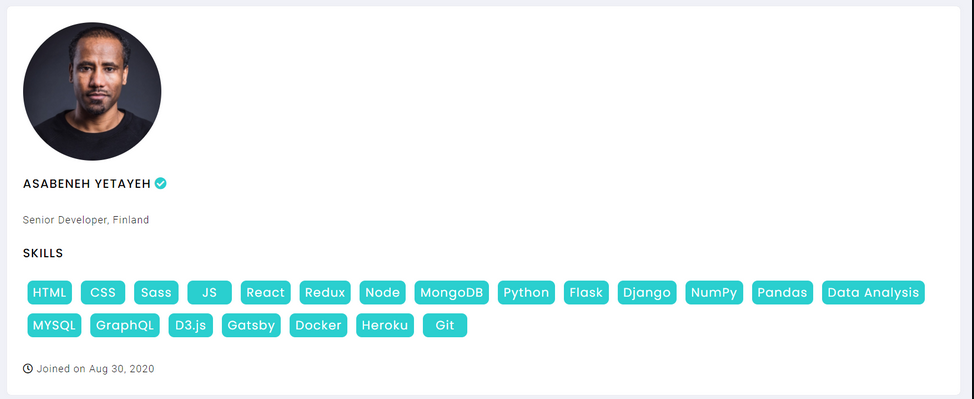 ASABENEH YETAYEH
Senior Developer, Finland
SKILLS
HTML CSS Sass JS React Redux Node MongoDB Python Flask Django NumPy Pandas Data Analysis
MYSQL GraphQL D3.js Gatsby Docker Heroku Git
Joined on Aug 30, 2020